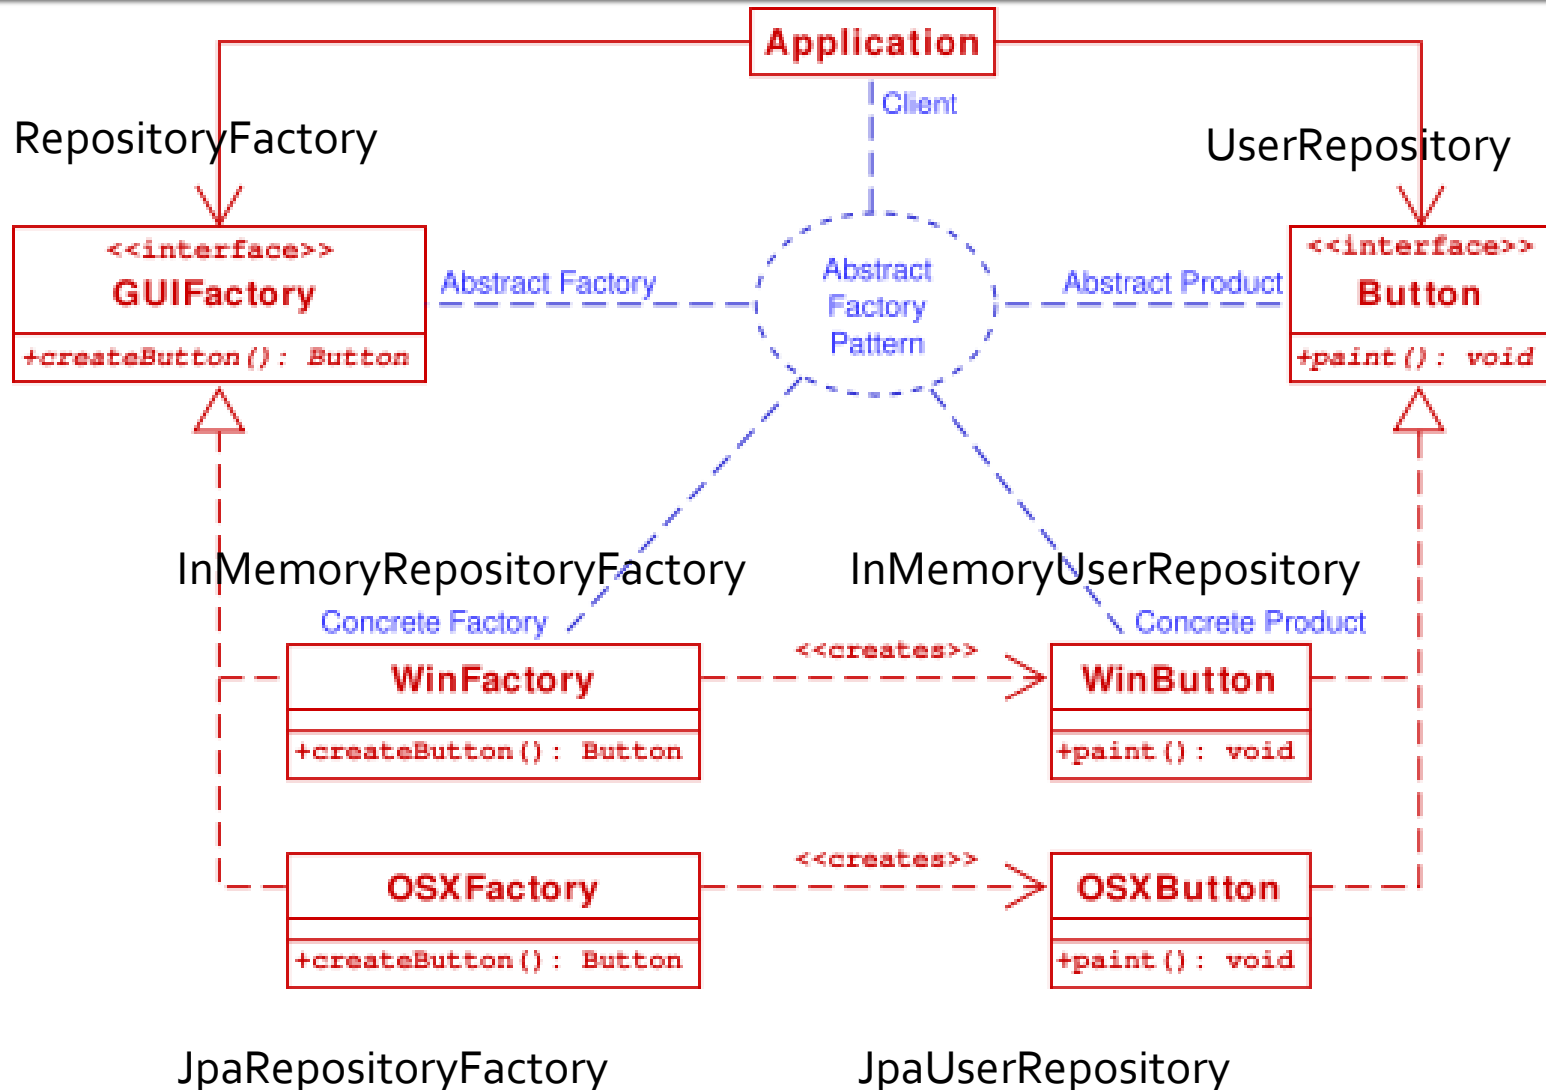 Application
Client
RepositoryFactory
UserRepository
<<interface>>
GUIFactory
+createButton(): Button
Abstract Factory
Abstract
Factory
Pattern
Abstract Product
<<interface>>
Button
+paint(): void
InMemoryRepositoryFactory
InMemoryUserRepository
Concrete Factory
Concrete Product
WinFactory
+createButton(): Button
<<creates>>
WinButton
+paint(): void
OSXFactory
+createButton(): Button
<<creates>>
OSXButton
+paint(): void
JpaRepositoryFactory
JpaUserRepository